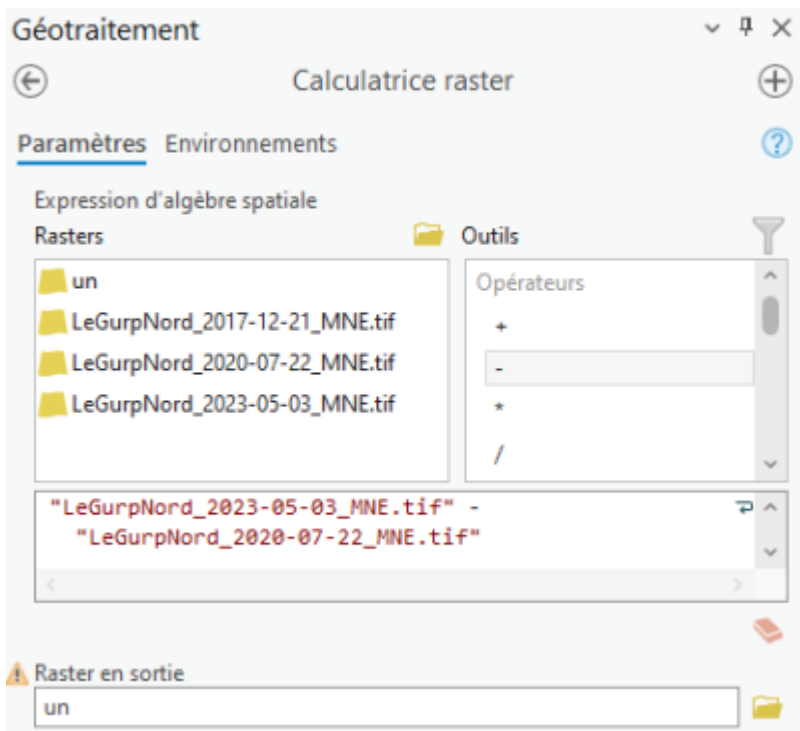 Géotraitement
Calculatrice raster
Paramètres Environnements
Expression d'algèbre spatiale
Rasters
Outils
un
LeGurpNord_2017-12-21_MNE.tif
LeGurpNord_2020-07-22_MNE.tif
LeGurpNord_2023-05-03_MNE.tif
Opérateurs
+
-
*
/
"LeGurpNord_2023-05-03_MNE.tif" -
"LeGurpNord_2020-07-22_MNE.tif"
Raster en sortie
un